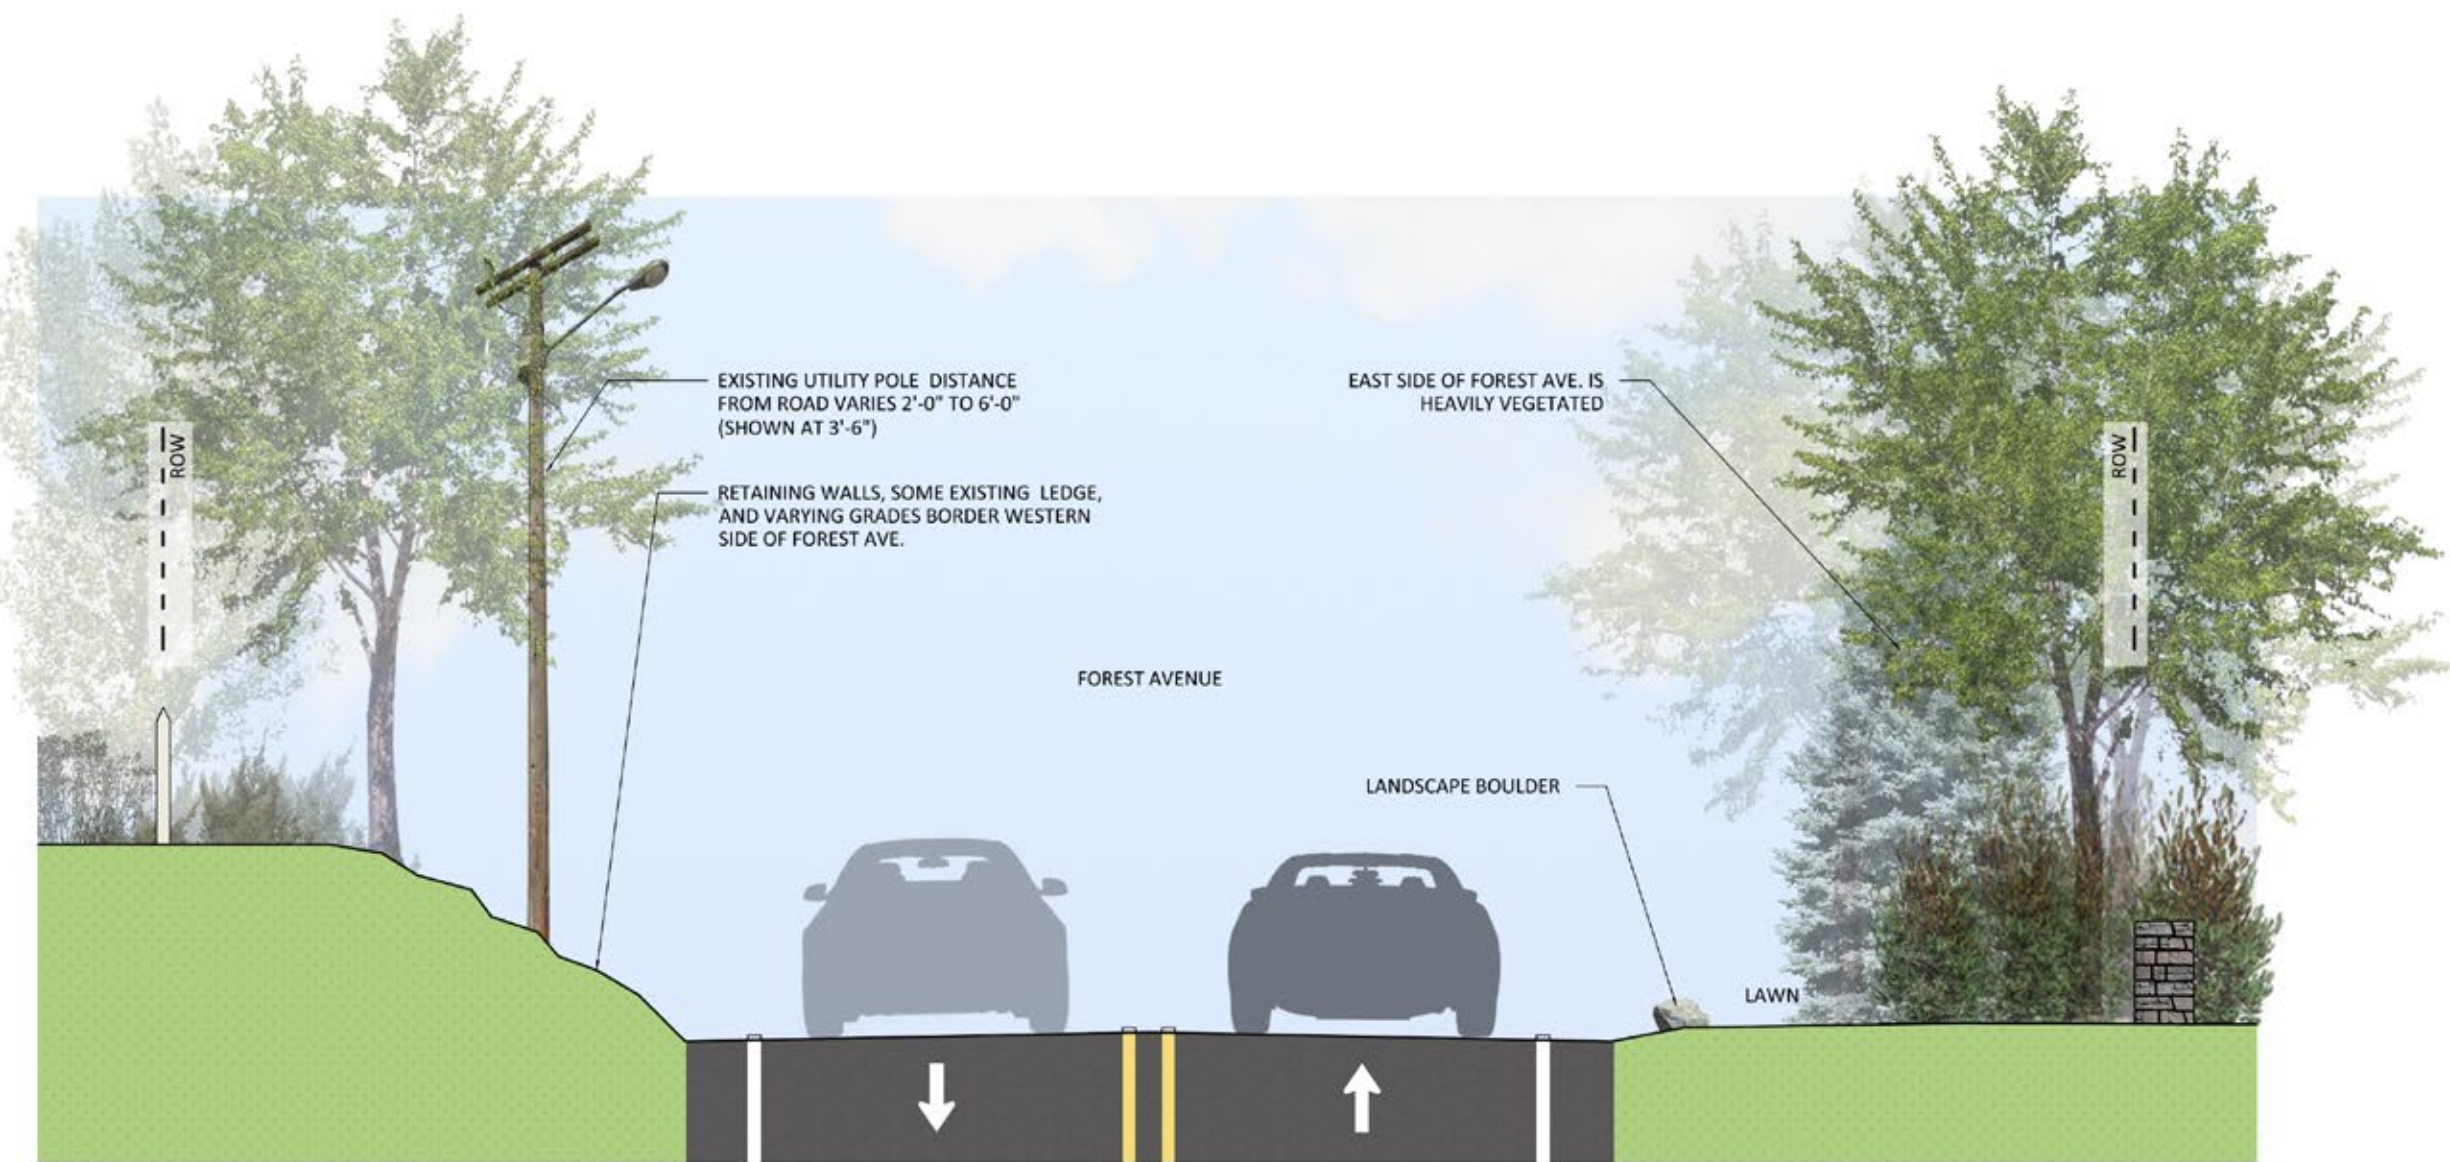 EXISTING UTILITY POLE DISTANCE
FROM ROAD VARIES 2'-0" TO 6'-0"
(SHOWN AT 3'-6")
EAST SIDE OF FOREST AVE. IS
HEAVILY VEGETATED
ROW
ROW
RETAINING WALLS, SOME EXISTING LEDGE,
AND VARYING GRADES BORDER WESTERN
SIDE OF FOREST AVE.
FOREST AVENUE
LANDSCAPE BOULDER
LAWN